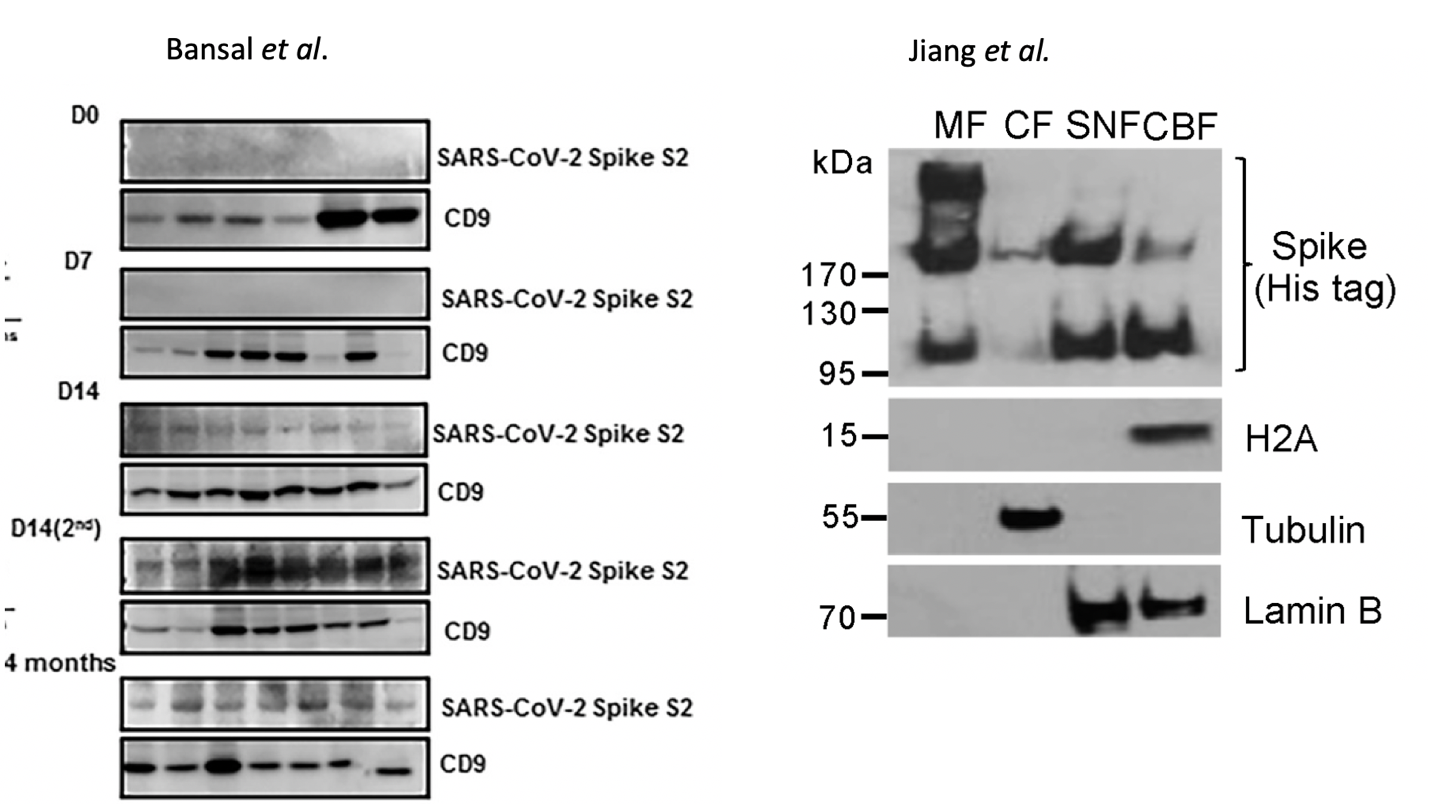 Bansal et al.
D0
SARS-CoV-2 Spike S2
CD9
D7
SARS-CoV-2 Spike S2
CD9
D14
SARS-CoV-2 Spike S2
CD9
D14(2nd)
SARS-CoV-2 Spike S2
CD9
4 months
SARS-CoV-2 Spike S2
CD9
Jiang et al.
MF CF SNF CBF
kDa
170
130
95
Spike
(His tag)
15
H2A
55
Tubulin
70
Lamin B